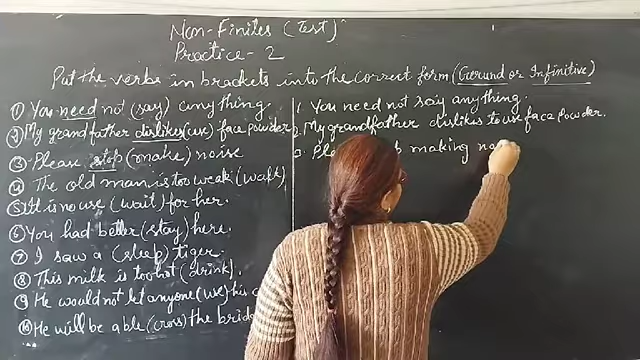 Non-Finites (Test)
Practice - 2
Put the verbs in brackets into the correct form (Gerund or Infinitive)
① You need not (say) anything.
② My grandfather dislikes (use) face powder
③ Please stop (make) noise
④ The old man is too weak (walk)
⑤ It is no use (wait) for her.
⑥ You had better (stay) here.
⑦ I saw a (sleep) tiger.
⑧ This milk is too hot (drink).
⑨ He would not let anyone (use) his
⑩ He will be able (cross) the
1. You need not say anything.
2. My grandfather dislikes to use face powder.
3. making